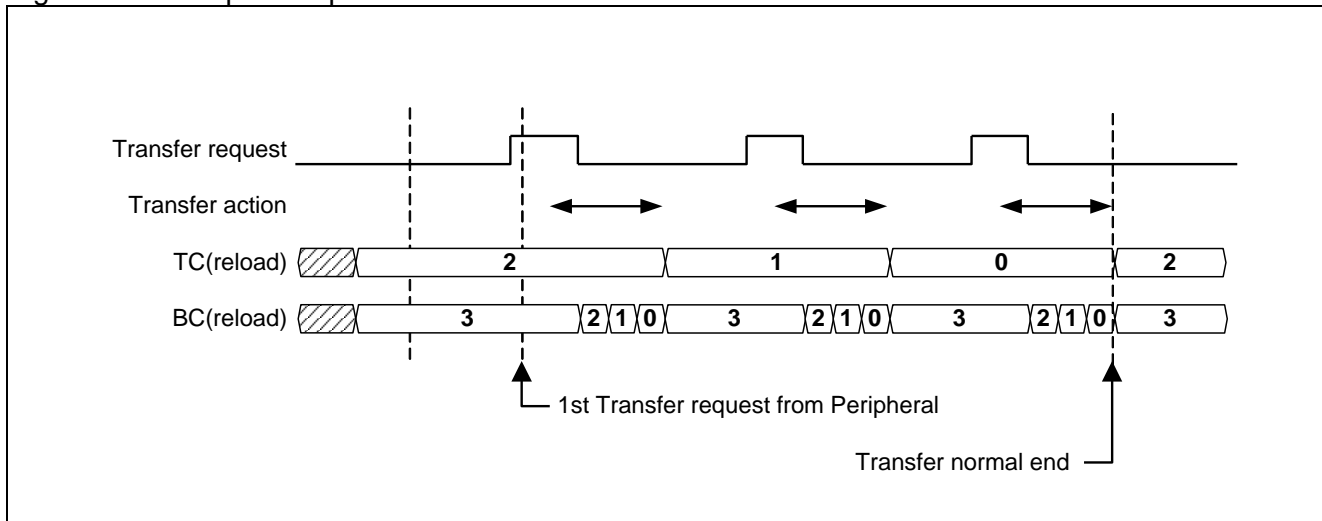 Transfer request
Transfer action
TC(reload) 2 1 0 2
BC(reload) 3 2 1 0 3 2 1 0 3 2 1 0 3
1st Transfer request from Peripheral
Transfer normal end